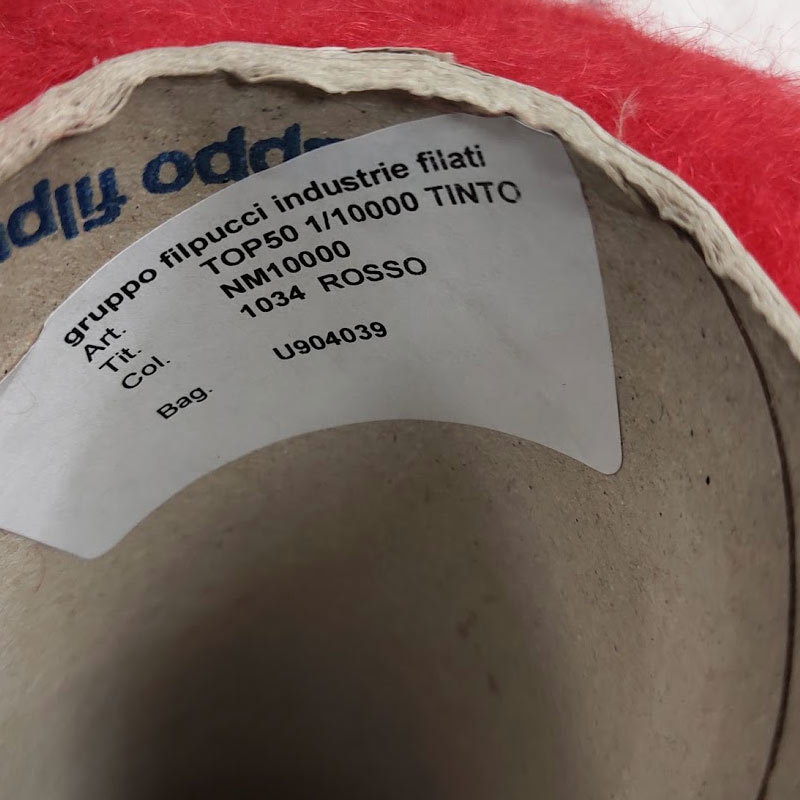 gruppo filpucci industrie filati
Art. TOP50 1/10000 TINTO
Tit. NM10000
Col. 1034 ROSSO
Bag. U904039